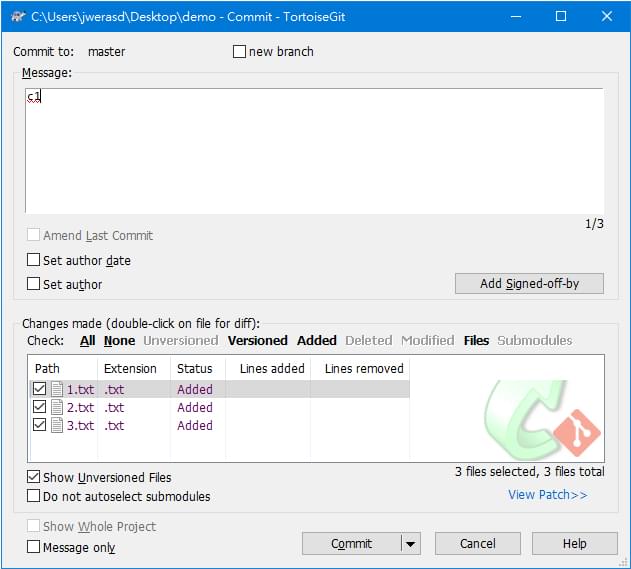 C:\Users\jwerasd\Desktop\demo - Commit - TortoiseGit
Commit to: master new branch
Message:
c1
1/3
Amend Last Commit
Set author date
Set author
Add Signed-off-by
Changes made (double-click on file for diff):
Check: All None Unversioned Versioned Added Deleted Modified Files Submodules
Path Extension Status Lines added Lines removed
1.txt .txt Added
2.txt .txt Added
3.txt .txt Added
Show Unversioned Files
3 files selected, 3 files total
Do not autoselect submodules
View Patch>>
Show Whole Project
Message only
Commit Cancel Help